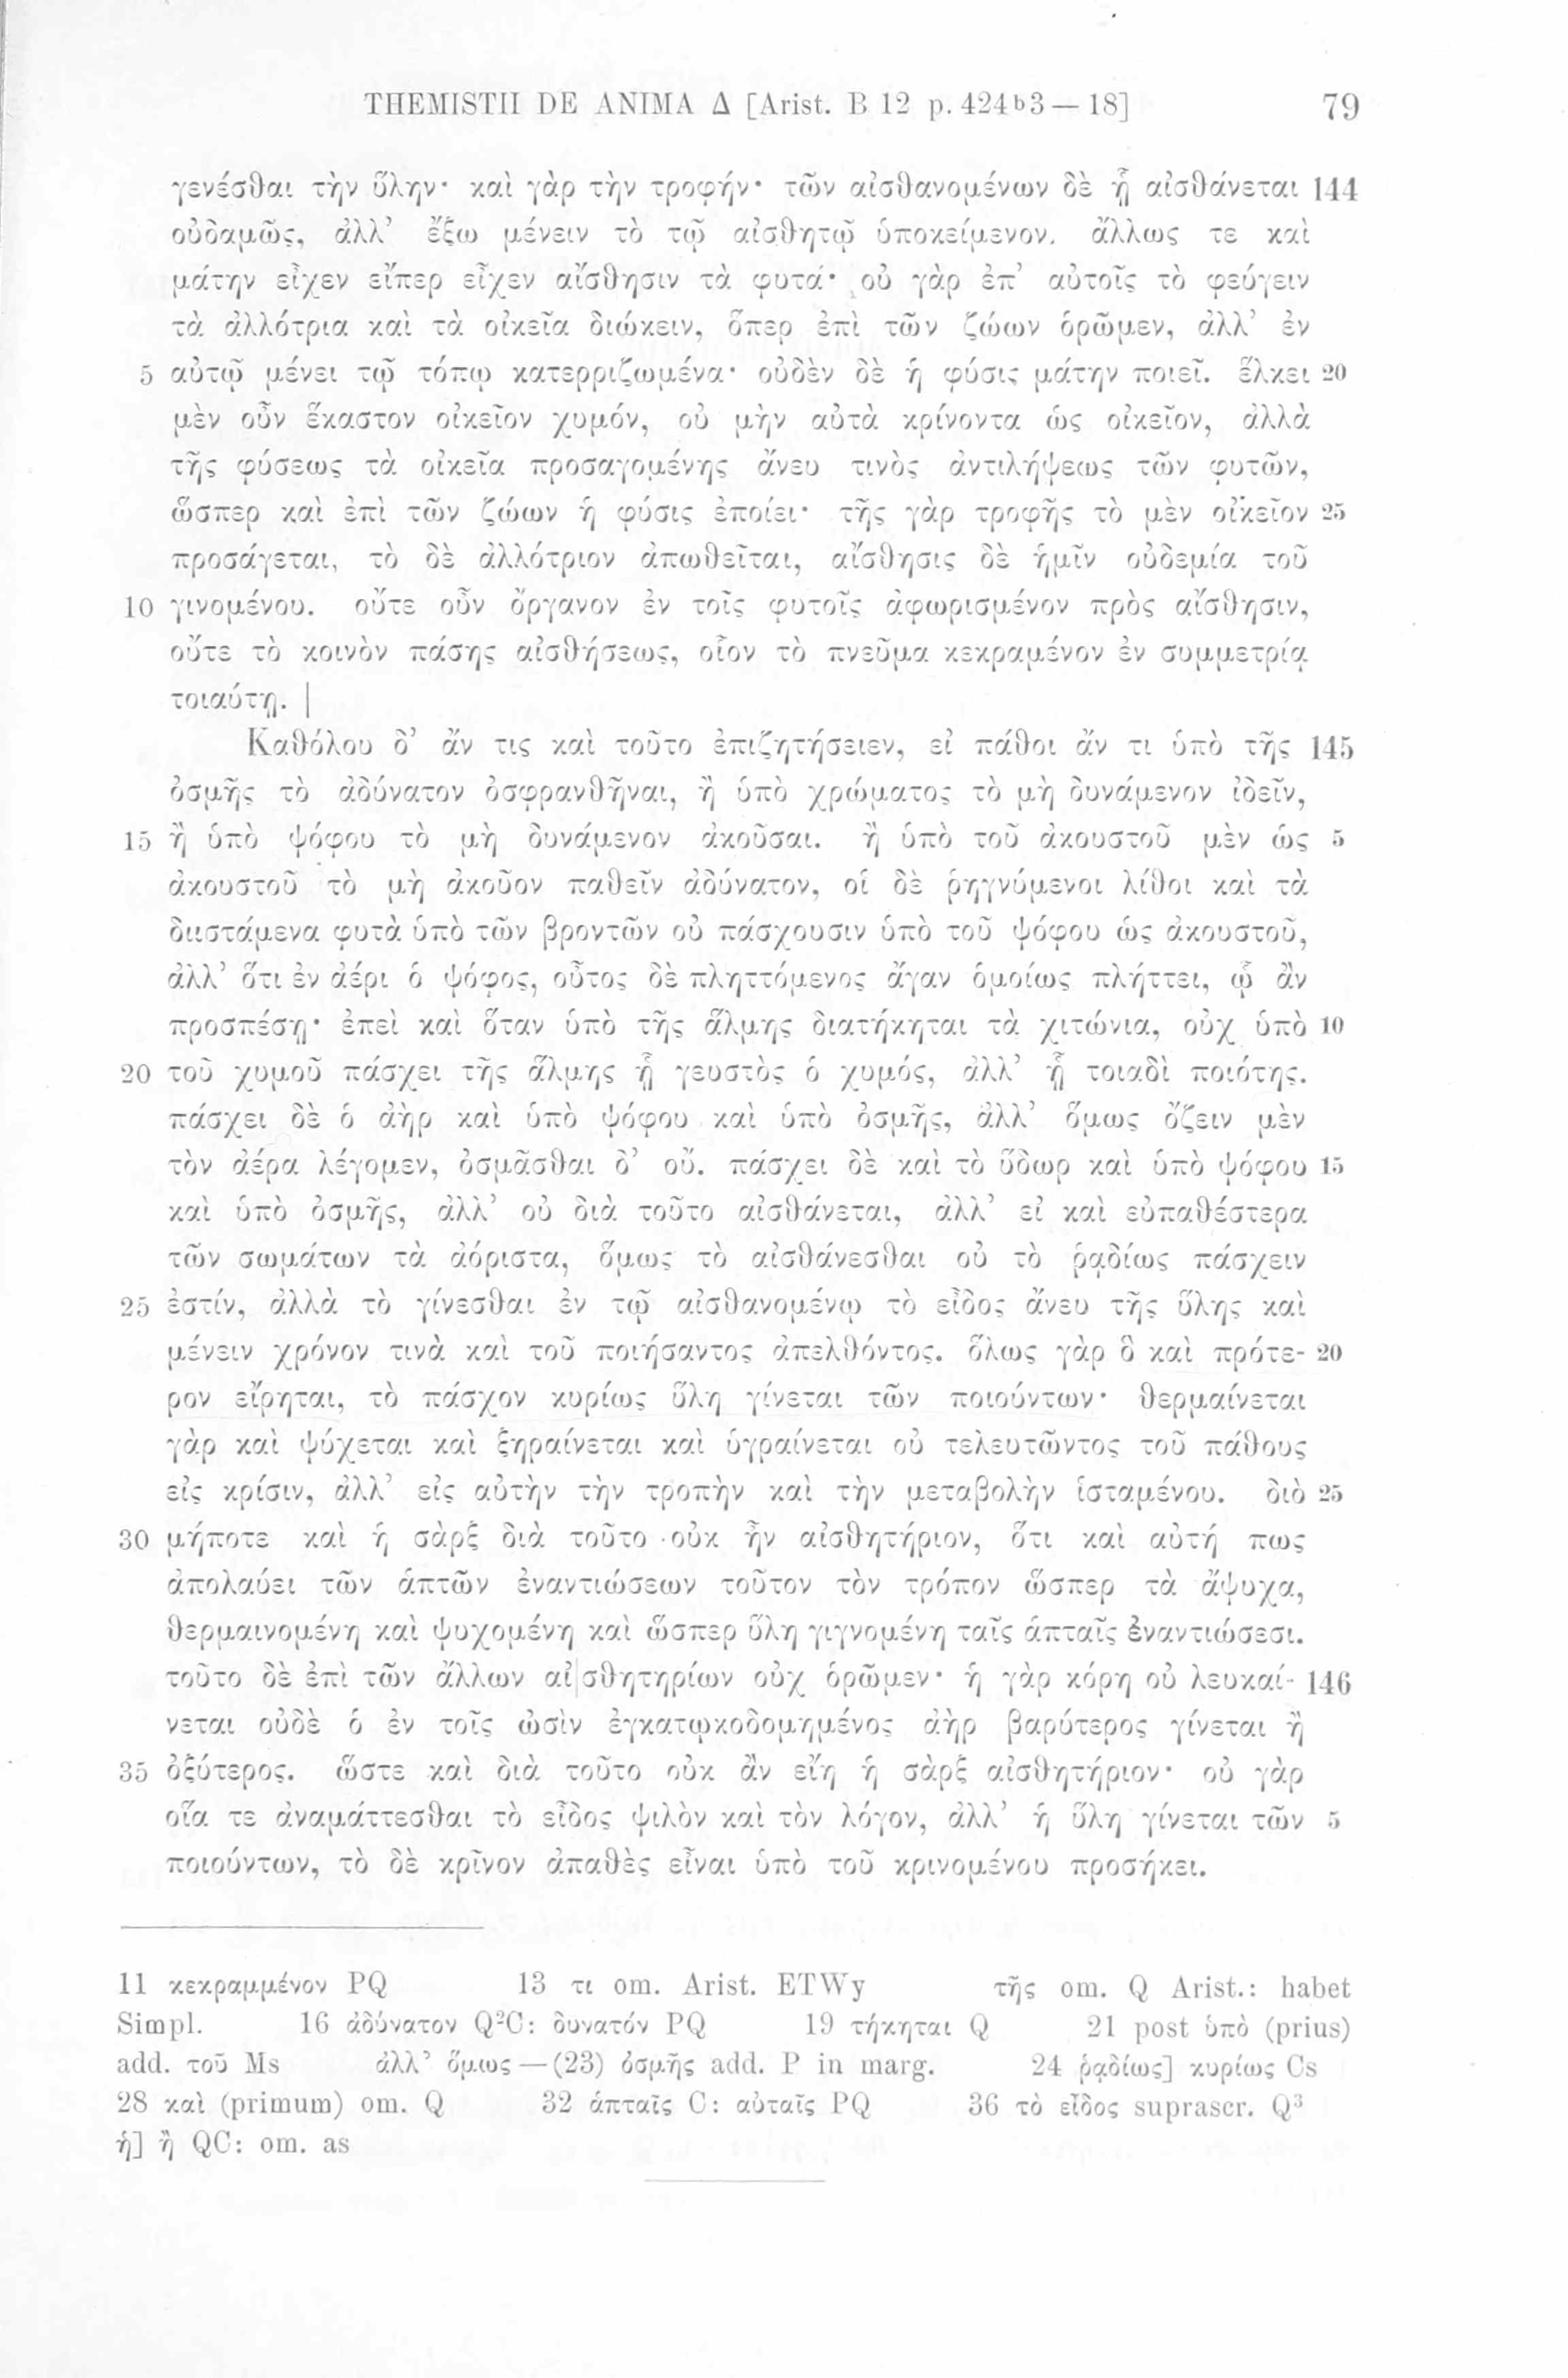 THEMISTII DE ANIMA Δ [Arist. B 12 p. 424b3 — 18] 79
γενέσθαι τὴν ὕλην· καὶ γὰρ τὴν τροφήν· τῶν αἰσθανομένων δὲ ᾗ αἰσθάνεται 144
οὐδαμῶς, ἀλλ’ ἔξω μένειν τὸ τῷ αἰσθητῷ ὑποκείμενον. ἄλλως τε καὶ
μάτην εἶχεν εἴπερ εἶχεν αἴσθησιν τὰ φυτά· οὐ γὰρ ἐπ’ αὐτοῖς τὸ φεύγειν
τὰ ἀλλότρια καὶ τὰ οἰκεῖα διώκειν, ὅπερ ἐπὶ τῶν ζώων ὁρῶμεν, ἀλλ’ ἐν
5 αὐτῷ μένει τῷ τόπῳ κατερριζωμένα· οὐδὲν δὲ ἡ φύσις μάτην ποιεῖ. ἕλκει 20
μὲν οὖν ἕκαστον οἰκεῖον χυμόν, οὐ μὴν αὐτὰ κρίνοντα ὡς οἰκεῖον, ἀλλὰ
τῆς φύσεως τὰ οἰκεῖα προσαγομένης ἄνευ τινὸς ἀντιλήψεως τῶν φυτῶν,
ὥσπερ καὶ ἐπὶ τῶν ζώων ἡ φύσις ἐποίει· τῆς γὰρ τροφῆς τὸ μὲν οἰκεῖον 25
προσάγεται, τὸ δὲ ἀλλότριον ἀπωθεῖται, αἴσθησις δὲ ἡμῖν οὐδεμία τοῦ
10 γινομένου. οὔτε οὖν ὄργανον ἐν τοῖς φυτοῖς ἀφωρισμένον πρὸς αἴσθησιν,
οὔτε τὸ κοινὸν πάσης αἰσθήσεως, οἷον τὸ πνεῦμα κεκραμένον ἐν συμμετρίᾳ
τοιαύτῃ. |
Καθόλου δ’ ἄν τις καὶ τοῦτο ἐπιζητήσειεν, εἰ πάθοι ἄν τι ὑπὸ τῆς 145
ὀσμῆς τὸ ἀδύνατον ὀσφρανθῆναι, ἢ ὑπὸ χρώματος τὸ μὴ δυνάμενον ἰδεῖν,
15 ἢ ὑπὸ ψόφου τὸ μὴ δυνάμενον ἀκοῦσαι. ἢ ὑπὸ τοῦ ἀκουστοῦ μὲν ὡς 5
ἀκουστοῦ τὸ μὴ ἀκοῦον παθεῖν ἀδύνατον, οἱ δὲ ῥηγνύμενοι λίθοι καὶ τὰ
διιστάμενα φυτὰ ὑπὸ τῶν βροντῶν οὐ πάσχουσιν ὑπὸ τοῦ ψόφου ὡς ἀκουστοῦ,
ἀλλ’ ὅτι ἐν ἀέρι ὁ ψόφος, οὗτος δὲ πληττόμενος ἄγαν ὁμοίως πλήττει, ᾧ ἂν
προσπέσῃ· ἐπεὶ καὶ ὅταν ὑπὸ τῆς ἅλμης διατήκηται τὰ χιτώνια, οὐχ ὑπὸ 10
20 τοῦ χυμοῦ πάσχει τῆς ἅλμης ᾗ γευστὸς ὁ χυμός, ἀλλ’ ᾗ τοιαδὶ ποιότης.
πάσχει δὲ ὁ ἀὴρ καὶ ὑπὸ ψόφου καὶ ὑπὸ ὀσμῆς, ἀλλ’ ὅμως ὄζειν μὲν
τὸν ἀέρα λέγομεν, ὀσμᾶσθαι δ’ οὔ. πάσχει δὲ καὶ τὸ ὕδωρ καὶ ὑπὸ ψόφου 15
καὶ ὑπὸ ὀσμῆς, ἀλλ’ οὐ διὰ τοῦτο αἰσθάνεται, ἀλλ’ εἰ καὶ εὐπαθέστερα
τῶν σωμάτων τὰ ἀόριστα, ὅμως τὸ αἰσθάνεσθαι οὐ τὸ ῥᾳδίως πάσχειν
25 ἐστίν, ἀλλὰ τὸ γίνεσθαι ἐν τῷ αἰσθανομένῳ τὸ εἶδος ἄνευ τῆς ὕλης καὶ
μένειν χρόνον τινὰ καὶ τοῦ ποιήσαντος ἀπελθόντος. ὅλως γὰρ ὃ καὶ πρότε- 20
ρον εἴρηται, τὸ πάσχον κυρίως ὕλη γίνεται τῶν ποιούντων· θερμαίνεται
γὰρ καὶ ψύχεται καὶ ξηραίνεται καὶ ὑγραίνεται οὐ τελευτῶντος τοῦ πάθους
εἰς κρίσιν, ἀλλ’ εἰς αὐτὴν τὴν τροπὴν καὶ τὴν μεταβολὴν ἱσταμένου. διὸ 25
30 μήποτε καὶ ἡ σὰρξ διὰ τοῦτο οὐκ ἦν αἰσθητήριον, ὅτι καὶ αὐτή πως
ἀπολαύει τῶν ἁπτῶν ἐναντιώσεων τοῦτον τὸν τρόπον ὥσπερ τὰ ἄψυχα,
θερμαινομένη καὶ ψυχομένη καὶ ὥσπερ ὕλη γιγνομένη ταῖς ἁπταῖς ἐναντιώσεσι.
τοῦτο δὲ ἐπὶ τῶν ἄλλων αἰ|σθητηρίων οὐχ ὁρῶμεν· ἡ γὰρ κόρη οὐ λευκαί- 146
νεται οὐδὲ ὁ ἐν τοῖς ὠσὶν ἐγκατῳκοδομημένος ἀὴρ βαρύτερος γίνεται ἢ
35 ὀξύτερος. ὥστε καὶ διὰ τοῦτο οὐκ ἂν εἴη ἡ σὰρξ αἰσθητήριον· οὐ γὰρ
οἵα τε ἀναμάττεσθαι τὸ εἶδος ψιλὸν καὶ τὸν λόγον, ἀλλ’ ἡ ὕλη γίνεται τῶν 5
ποιούντων, τὸ δὲ κρῖνον ἀπαθὲς εἶναι ὑπὸ τοῦ κρινομένου προσήκει.
11 κεκραμμένον PQ 13 τι om. Arist. ETWy τῆς om. Q Arist.: habet
Simpl. 16 ἀδύνατον Q²C: δυνατόν PQ 19 τήκηται Q 21 post ὑπὸ (prius)
add. τοῦ Ms ἀλλ’ ὅμως — (23) ὀσμῆς add. P in marg. 24 ῥᾳδίως] κυρίως Cs
28 καὶ (primum) om. Q 32 ἁπταῖς C: αὐταῖς PQ 36 τὸ εἶδος suprascr. Q³
ἡ] ἢ QC: om. as